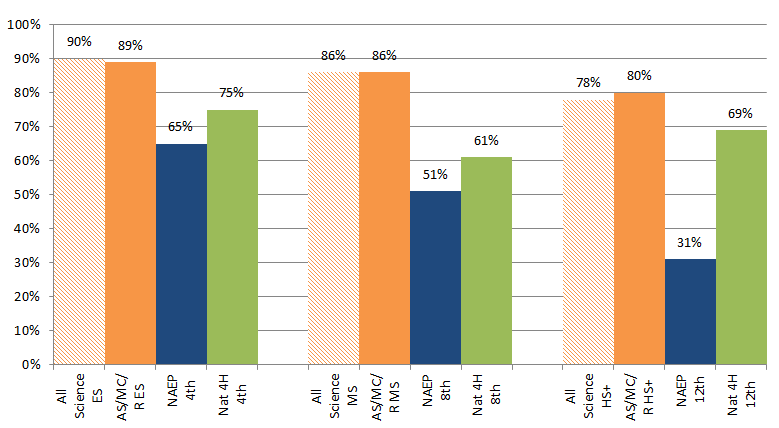 100%
90%
80%
70%
60%
50%
40%
30%
20%
10%
0%
90%
89%
65%
75%
86%
86%
51%
61%
78%
80%
31%
69%
All
Science
ES
AS/MC/
R ES
NAEP
4th
Nat 4H
4th
All
Science
MS
AS/MC/
R MS
NAEP
8th
Nat 4H
8th
All
Science
HS+
AS/MC/
R HS+
NAEP
12th
Nat 4H
12th